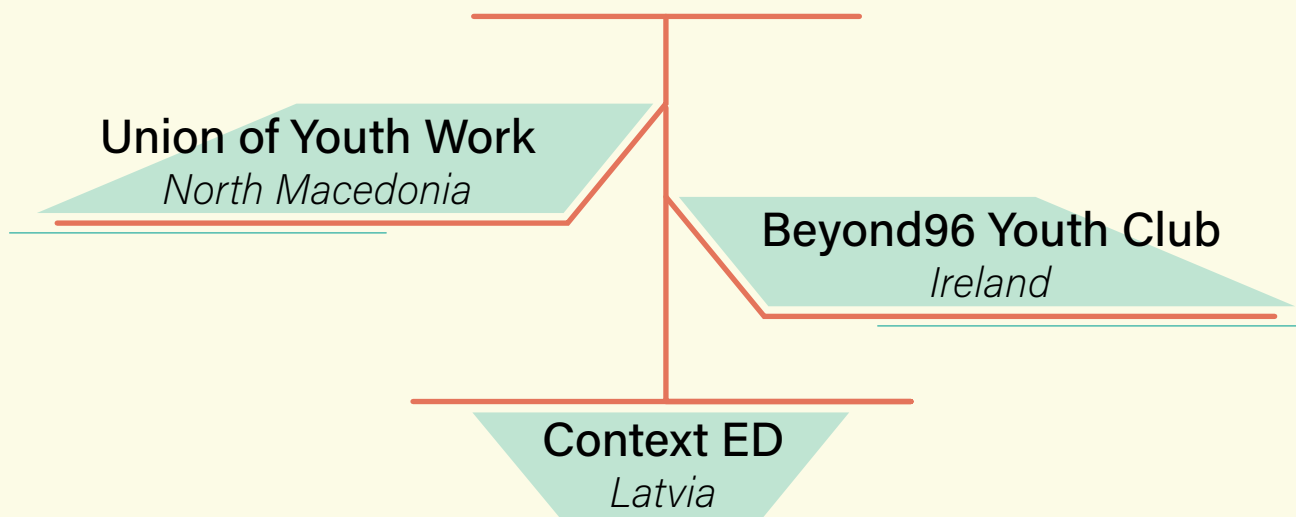 Union of Youth Work
North Macedonia
Beyond96 Youth Club
Ireland
Context ED
Latvia